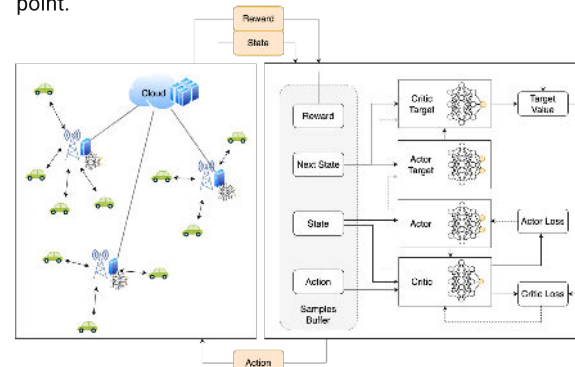 point.
Reward
State
Cloud
Reward
Critic
Target
Target
Value
Next State
Actor
Target
State
Actor
Actor Loss
Action
Critic
Critic Loss
Samples
Buffer
Action